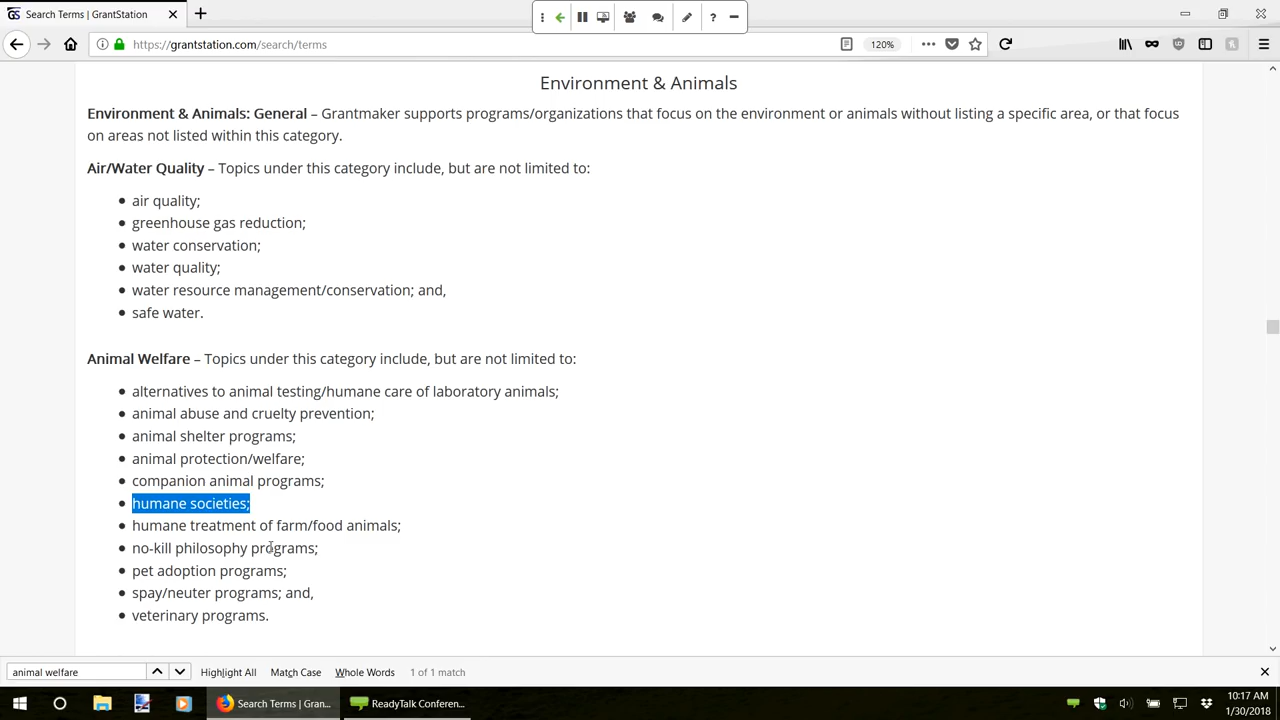 Search Terms | GrantStation
https://grantstation.com/search/terms
120%
Environment & Animals
Environment & Animals: General – Grantmaker supports programs/organizations that focus on the environment or animals without listing a specific area, or that focus
on areas not listed within this category.
Air/Water Quality – Topics under this category include, but are not limited to:
• air quality;
• greenhouse gas reduction;
• water conservation;
• water quality;
• water resource management/conservation; and,
• safe water.
Animal Welfare – Topics under this category include, but are not limited to:
• alternatives to animal testing/humane care of laboratory animals;
• animal abuse and cruelty prevention;
• animal shelter programs;
• animal protection/welfare;
• companion animal programs;
• humane societies;
• humane treatment of farm/food animals;
• no-kill philosophy programs;
• pet adoption programs;
• spay/neuter programs; and,
• veterinary programs.
animal welfare
Highlight All
Match Case
Whole Words
1 of 1 match
Search Terms | Gran...
ReadyTalk Conferen...
10:17 AM
1/30/2018